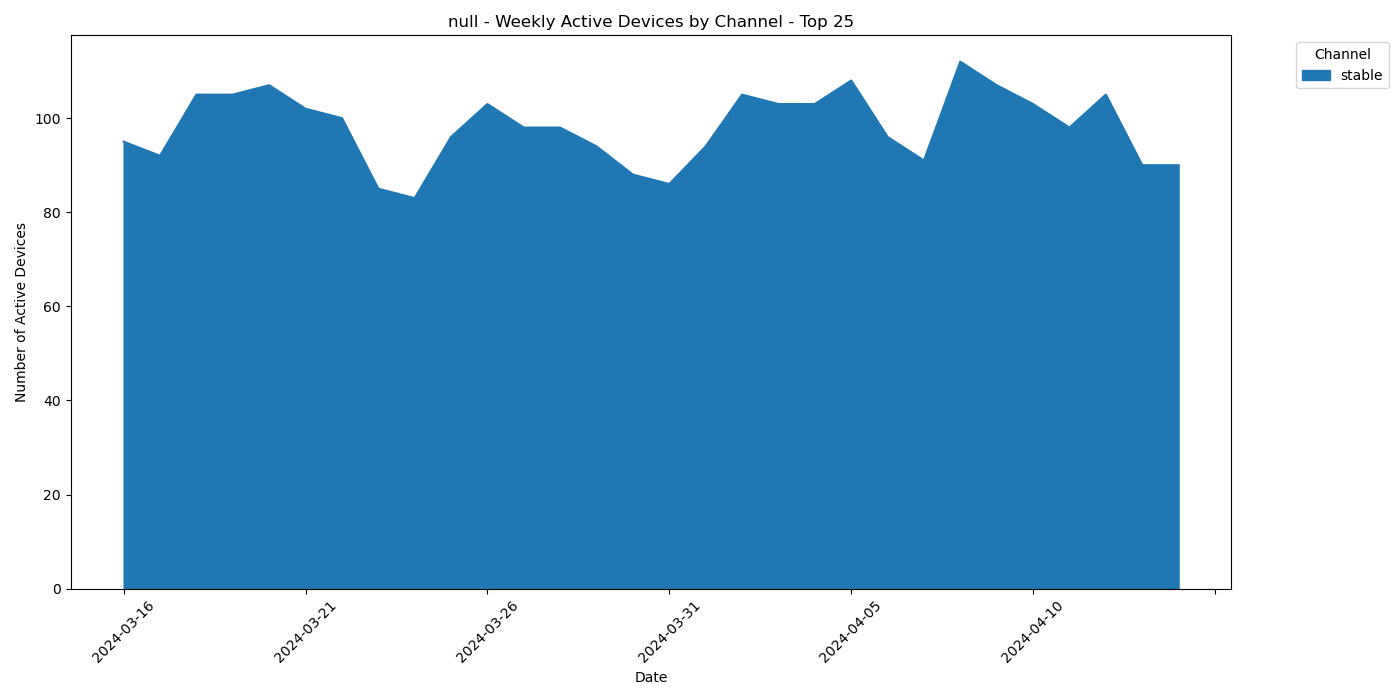 null - Weekly Active Devices by Channel - Top 25
Channel
stable
Number of Active Devices
100
80
60
40
20
0
2024-03-16
2024-03-21
2024-03-26
2024-03-31
2024-04-05
2024-04-10
Date